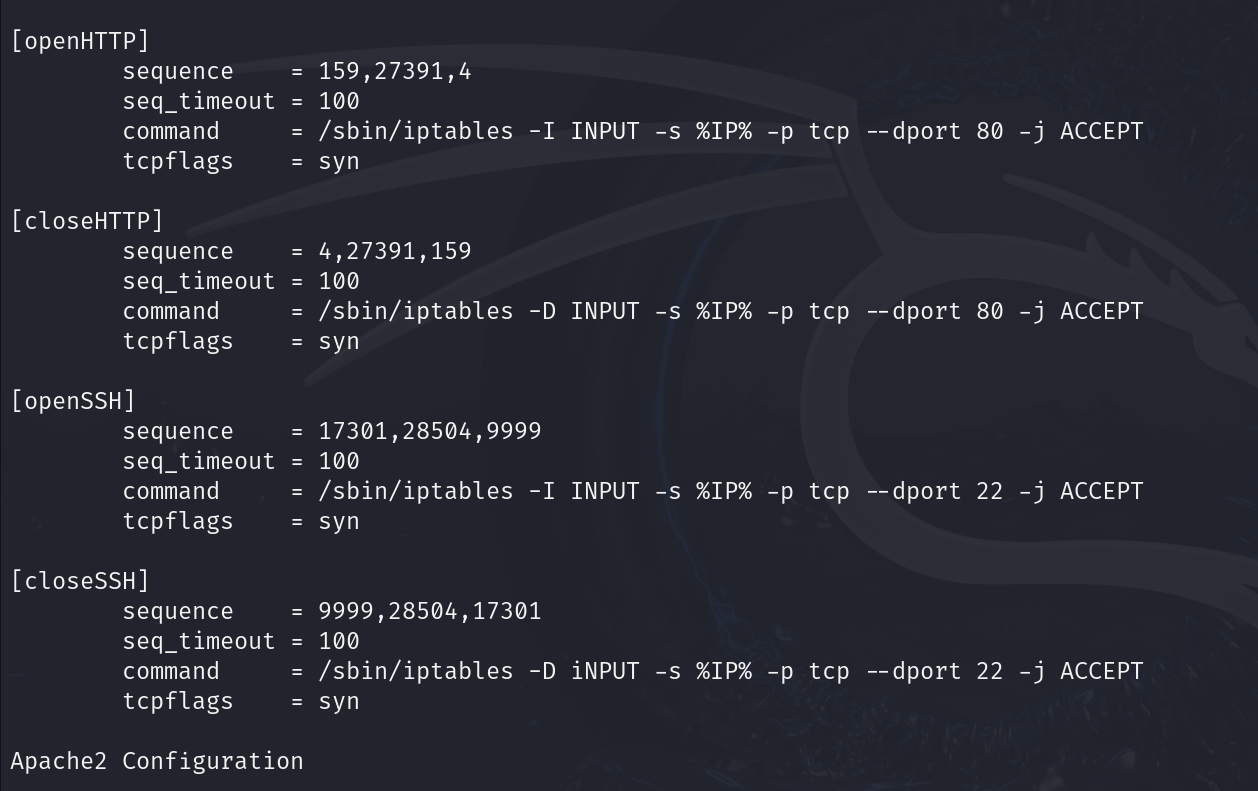 [openHTTP]
        sequence    = 159,27391,4
        seq_timeout = 100
        command     = /sbin/iptables -I INPUT -s %IP% -p tcp --dport 80 -j ACCEPT
        tcpflags    = syn

[closeHTTP]
        sequence    = 4,27391,159
        seq_timeout = 100
        command     = /sbin/iptables -D INPUT -s %IP% -p tcp --dport 80 -j ACCEPT
        tcpflags    = syn

[openSSH]
        sequence    = 17301,28504,9999
        seq_timeout = 100
        command     = /sbin/iptables -I INPUT -s %IP% -p tcp --dport 22 -j ACCEPT
        tcpflags    = syn

[closeSSH]
        sequence    = 9999,28504,17301
        seq_timeout = 100
        command     = /sbin/iptables -D iNPUT -s %IP% -p tcp --dport 22 -j ACCEPT
        tcpflags    = syn

Apache2 Configuration